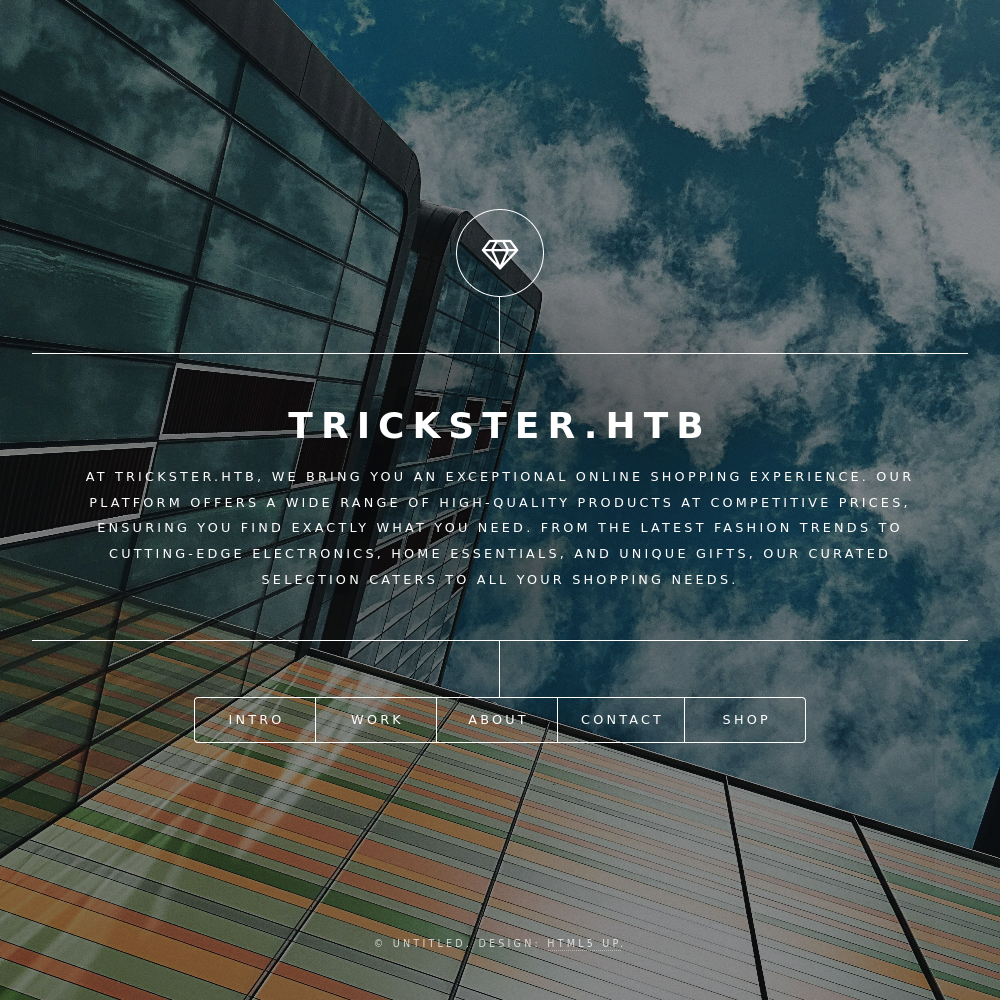 TRICKSTER.HTB
AT TRICKSTER.HTB, WE BRING YOU AN EXCEPTIONAL ONLINE SHOPPING EXPERIENCE. OUR
PLATFORM OFFERS A WIDE RANGE OF HIGH-QUALITY PRODUCTS AT COMPETITIVE PRICES,
ENSURING YOU FIND EXACTLY WHAT YOU NEED. FROM THE LATEST FASHION TRENDS TO
CUTTING-EDGE ELECTRONICS, HOME ESSENTIALS, AND UNIQUE GIFTS, OUR CURATED
SELECTION CATERS TO ALL YOUR SHOPPING NEEDS.
INTRO WORK ABOUT CONTACT SHOP
© UNTITLED. DESIGN: HTML5 UP.